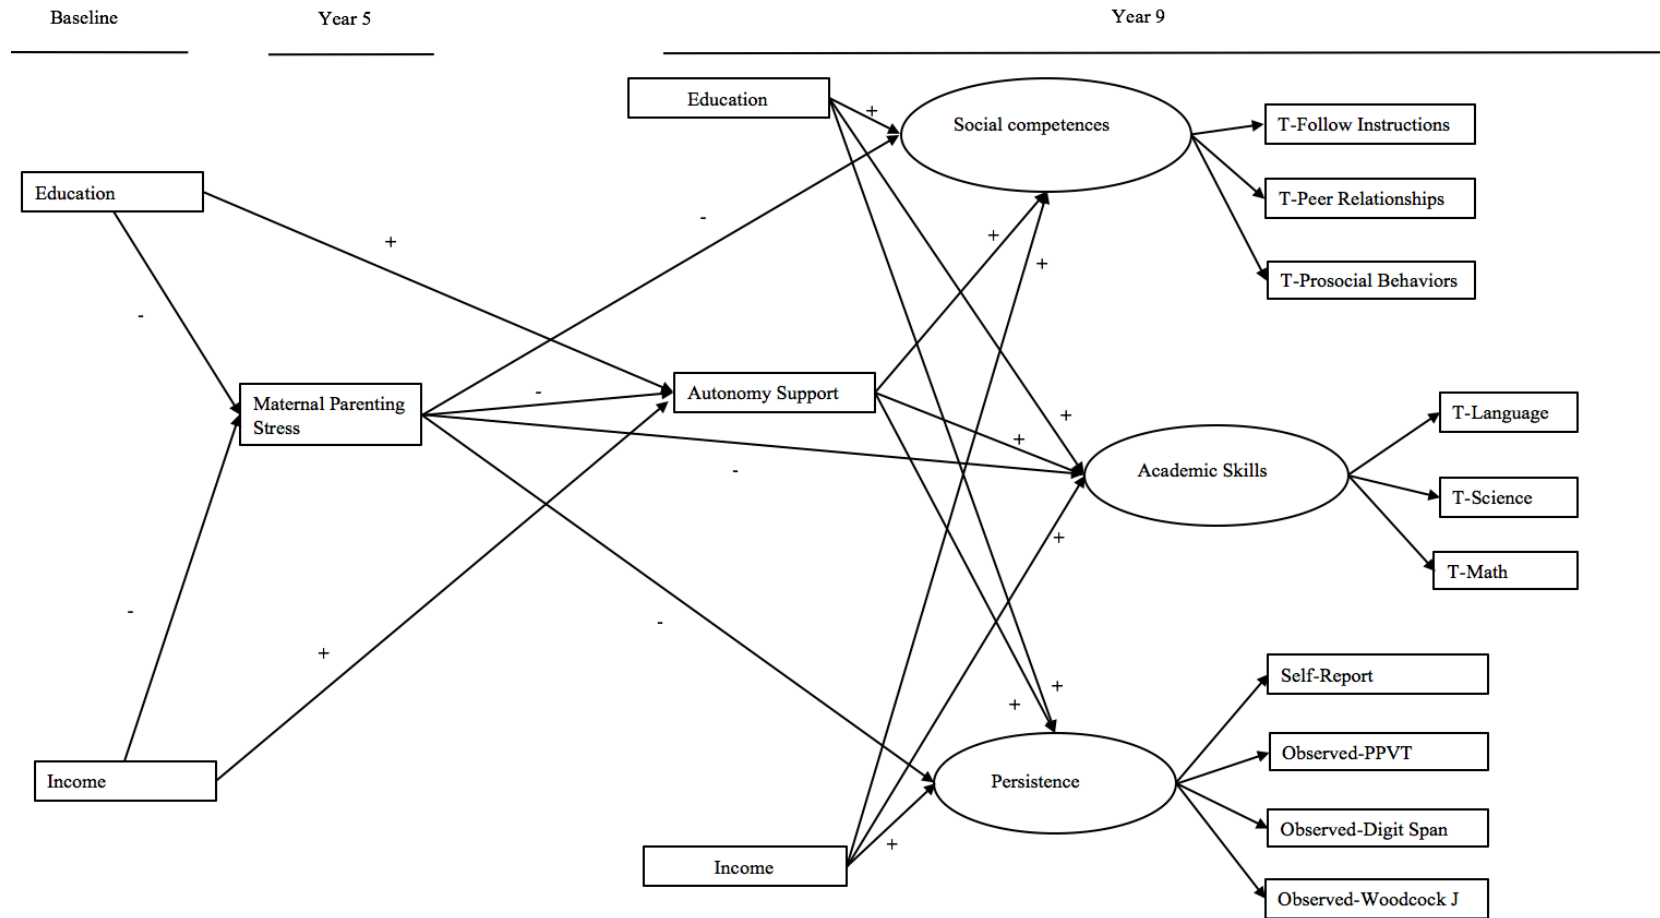 Baseline
Year 5
Year 9
Education
+
Social competences
T-Follow Instructions
Education
T-Peer Relationships
-
+
+
+
T-Prosocial Behaviors
-
Maternal Parenting
Stress
-
Autonomy Support
+
+
T-Language
-
Academic Skills
T-Science
+
T-Math
-
-
+
Self-Report
+
+
Observed-PPVT
Income
Persistence
Observed-Digit Span
+
Income
Observed-Woodcock J